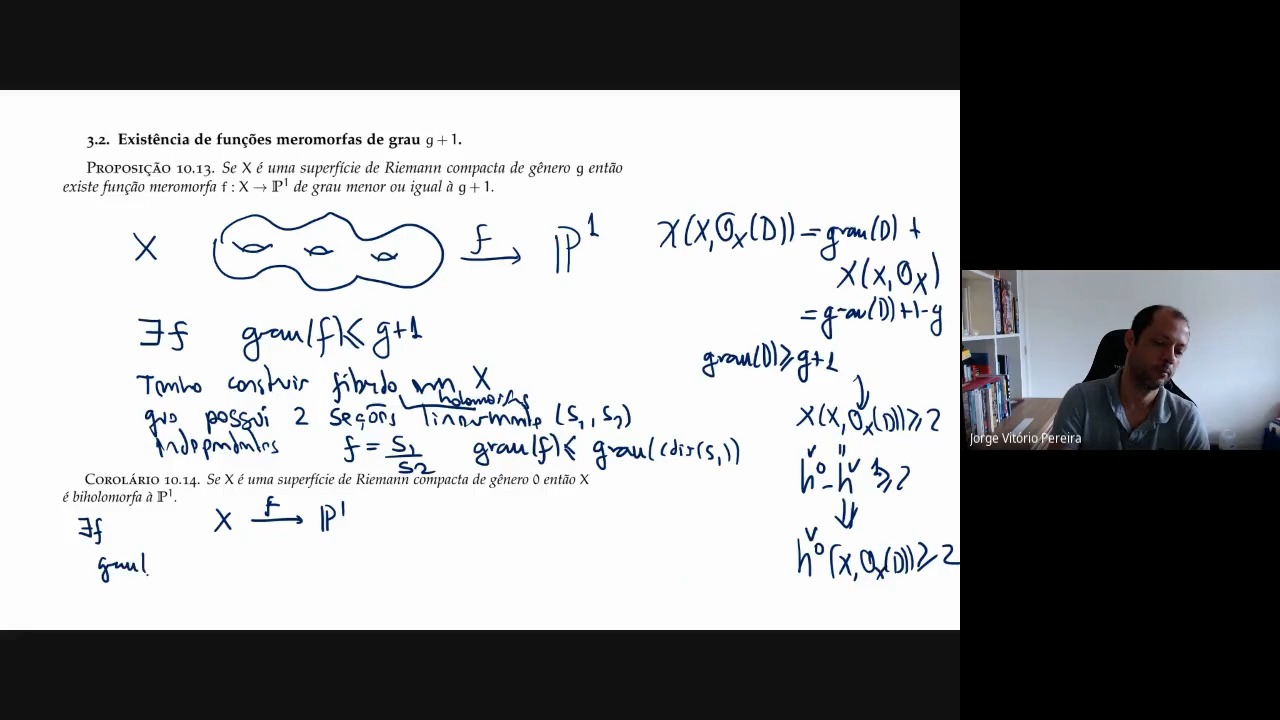 3.2. Existência de funções meromorfas de grau g + 1.
PROPOSIÇÃO 10.13. Se X é uma superfície de Riemann compacta de gênero g então
existe função meromorfa f : X → ℙ¹ de grau menor ou igual à g + 1.
X f → ℙ¹
∃f grau(f) ≤ g+1
Tenho construir fibrado em X
holomorfas
que possui 2 seções linearmente (s₁, s₂)
independentes f = s₁/s₂ grau(f) ≤ grau(div(s₁))
χ(X, O_X(D)) = grau(D) +
χ(X, O_X)
= grau(D) + 1 - g
grau(D) ≥ g+1
χ(X, O_X(D)) ≥ 2
"
ȟ⁰ - ȟ¹ ≥ 2
⇓
ȟ⁰(X, O_X(D)) ≥ 2
COROLÁRIO 10.14. Se X é uma superfície de Riemann compacta de gênero 0 então X
é biholomorfa à ℙ¹.
∃f X f → ℙ¹
grau(
Jorge Vitório Pereira